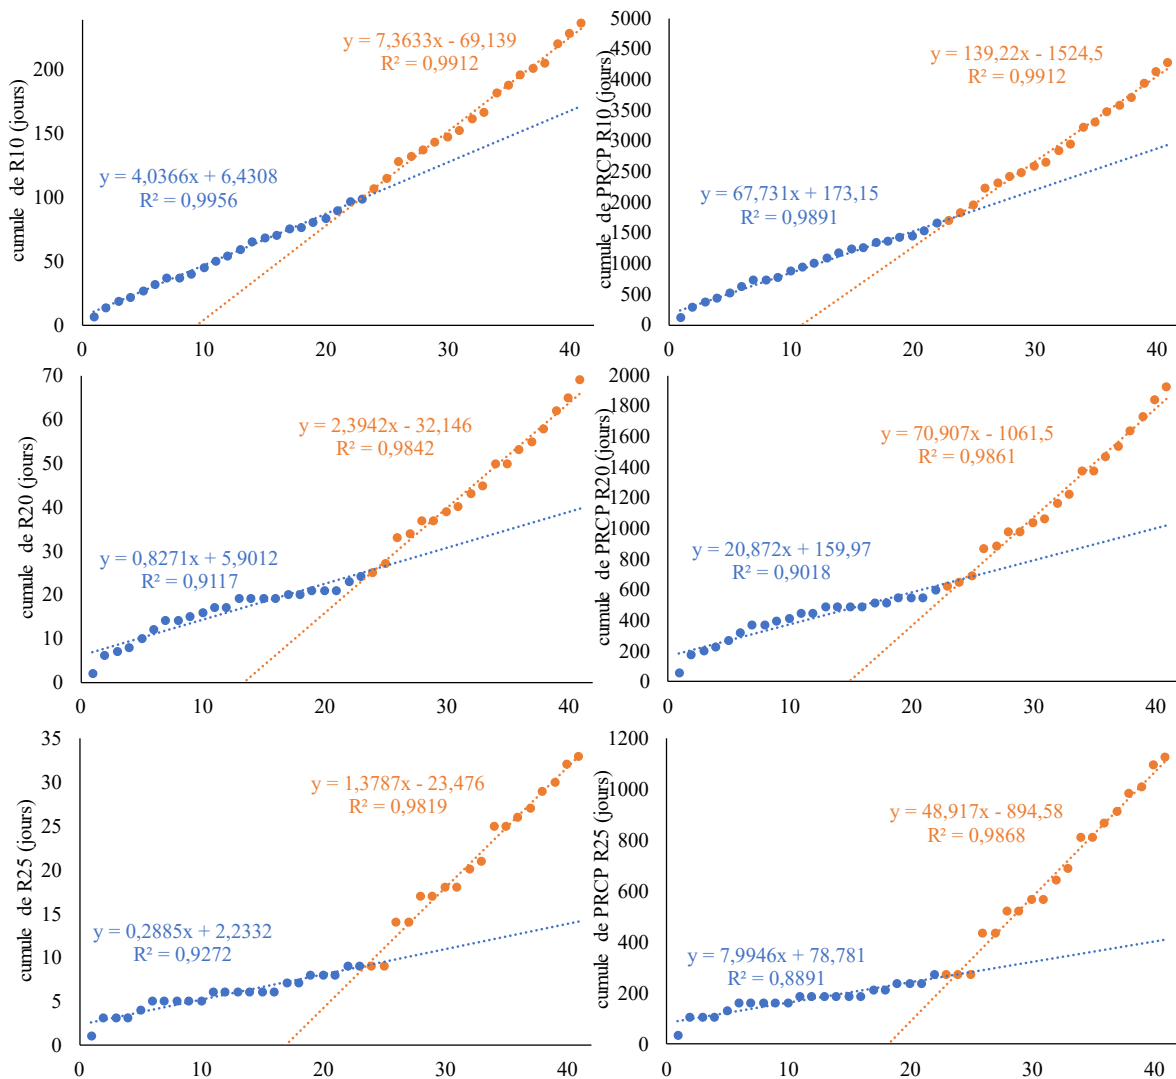 cumule de R10 (jours)
200
150
100
50
0
0 10 20 30 40
y = 7,3633x - 69,139
R² = 0,9912
y = 4,0366x + 6,4308
R² = 0,9956
cumule de PRCP R10 (jours)
5000
4500
4000
3500
3000
2500
2000
1500
1000
500
0
0 10 20 30 40
y = 139,22x - 1524,5
R² = 0,9912
y = 67,731x + 173,15
R² = 0,9891
cumule de R20 (jours)
70
60
50
40
30
20
10
0
0 10 20 30 40
y = 2,3942x - 32,146
R² = 0,9842
y = 0,8271x + 5,9012
R² = 0,9117
cumule de PRCP R20 (jours)
2000
1800
1600
1400
1200
1000
800
600
400
200
0
0 10 20 30 40
y = 70,907x - 1061,5
R² = 0,9861
y = 20,872x + 159,97
R² = 0,9018
cumule de R25 (jours)
35
30
25
20
15
10
5
0
0 10 20 30 40
y = 1,3787x - 23,476
R² = 0,9819
y = 0,2885x + 2,2332
R² = 0,9272
cumule de PRCP R25 (jours)
1200
1000
800
600
400
200
0
0 10 20 30 40
y = 48,917x - 894,58
R² = 0,9868
y = 7,9946x + 78,781
R² = 0,8891